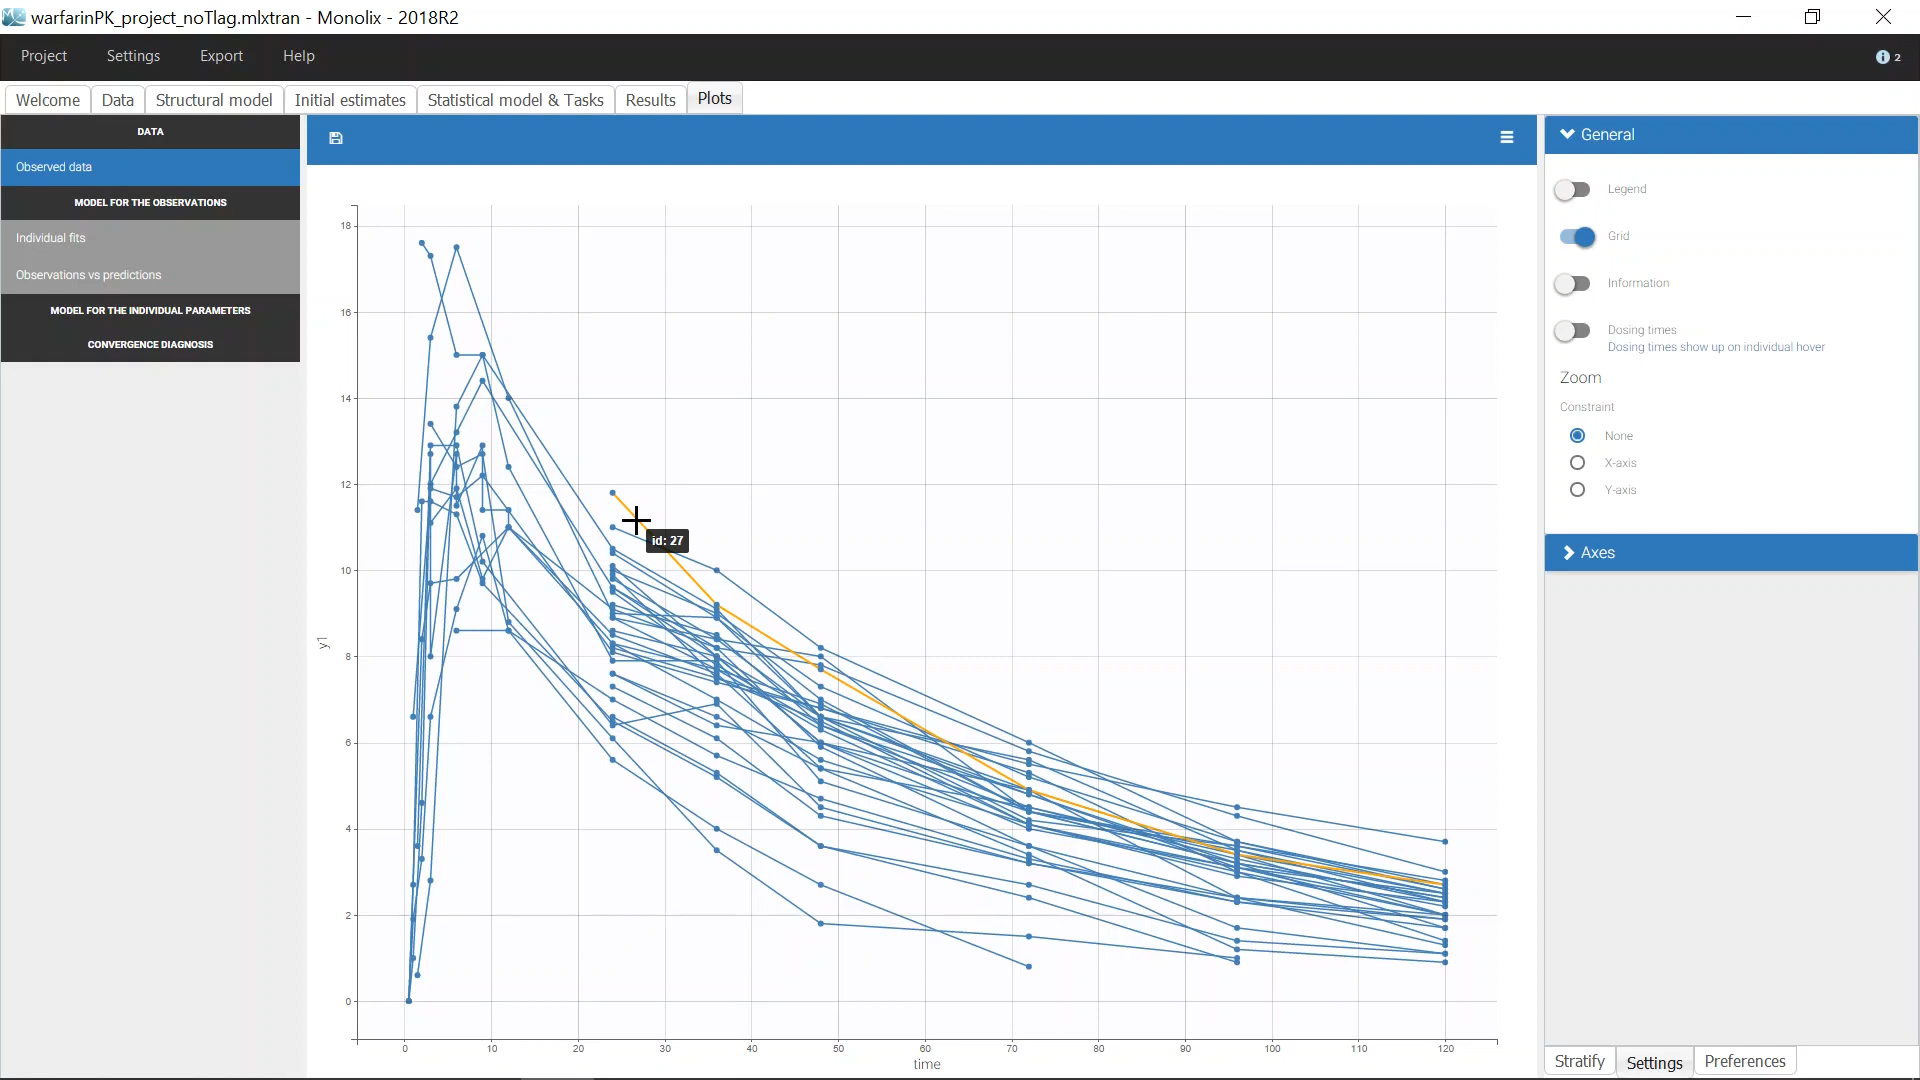 warfarinPK_project_noTlag.mlxtran - Monolix - 2018R2
Project Settings Export Help 2
Welcome Data Structural model Initial estimates Statistical model & Tasks Results Plots
DATA
Observed data
MODEL FOR THE OBSERVATIONS
Individual fits
Observations vs predictions
MODEL FOR THE INDIVIDUAL PARAMETERS
CONVERGENCE DIAGNOSIS
18
16
14
12
10
8
6
4
2
0
y1
id: 27
0 10 20 30 40 50 60 70 80 90 100 110 120
time
General
Legend
Grid
Information
Dosing times
Dosing times show up on individual hover
Zoom
Constraint
None
X-axis
Y-axis
Axes
Stratify Settings Preferences